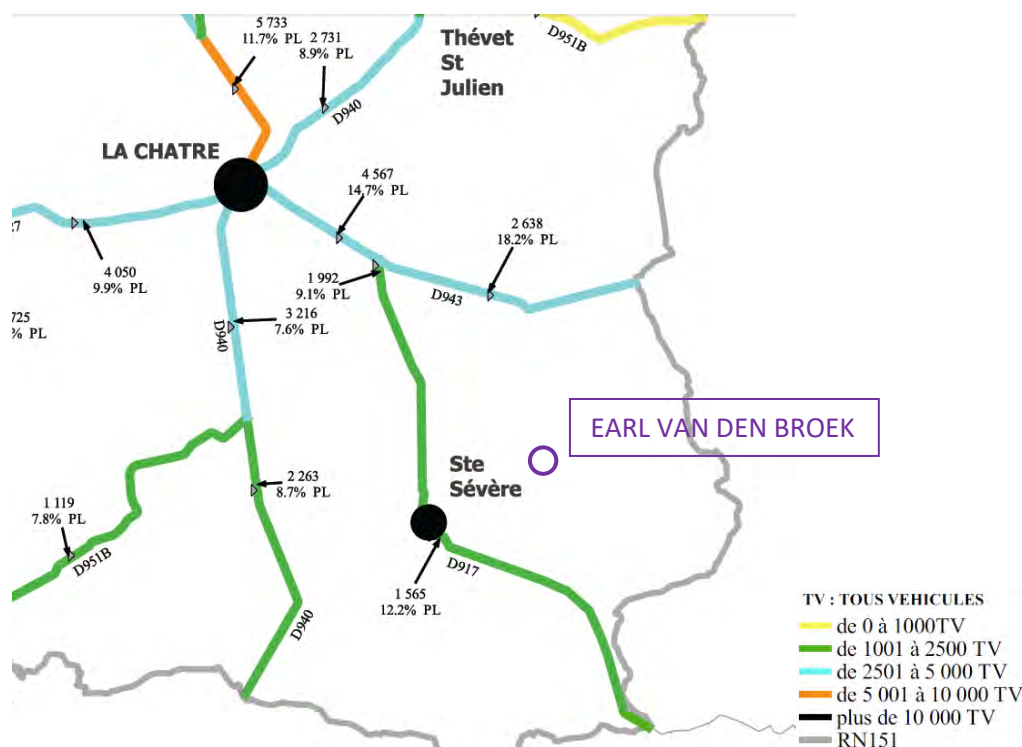 5 733
11.7% PL
2 731
8.9% PL
Thévet
St
Julien
D951B
D940
LA CHATRE
4 567
14.7% PL
2 638
18.2% PL
27
4 050
9.9% PL
1 992
9.1% PL
D943
725
% PL
3 216
7.6% PL
D940
EARL VAN DEN BROEK
Ste
Sévère
2 263
8.7% PL
1 119
7.8% PL
D951B
D917
1 565
12.2% PL
D940
TV : TOUS VEHICULES
de 0 à 1000TV
de 1001 à 2500 TV
de 2501 à 5 000 TV
de 5 001 à 10 000 TV
plus de 10 000 TV
RN151